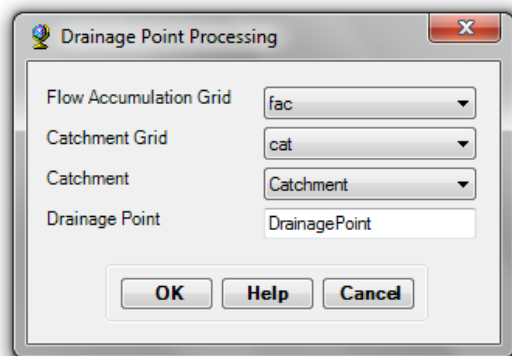 Drainage Point Processing
Flow Accumulation Grid fac
Catchment Grid cat
Catchment Catchment
Drainage Point DrainagePoint
OK Help Cancel